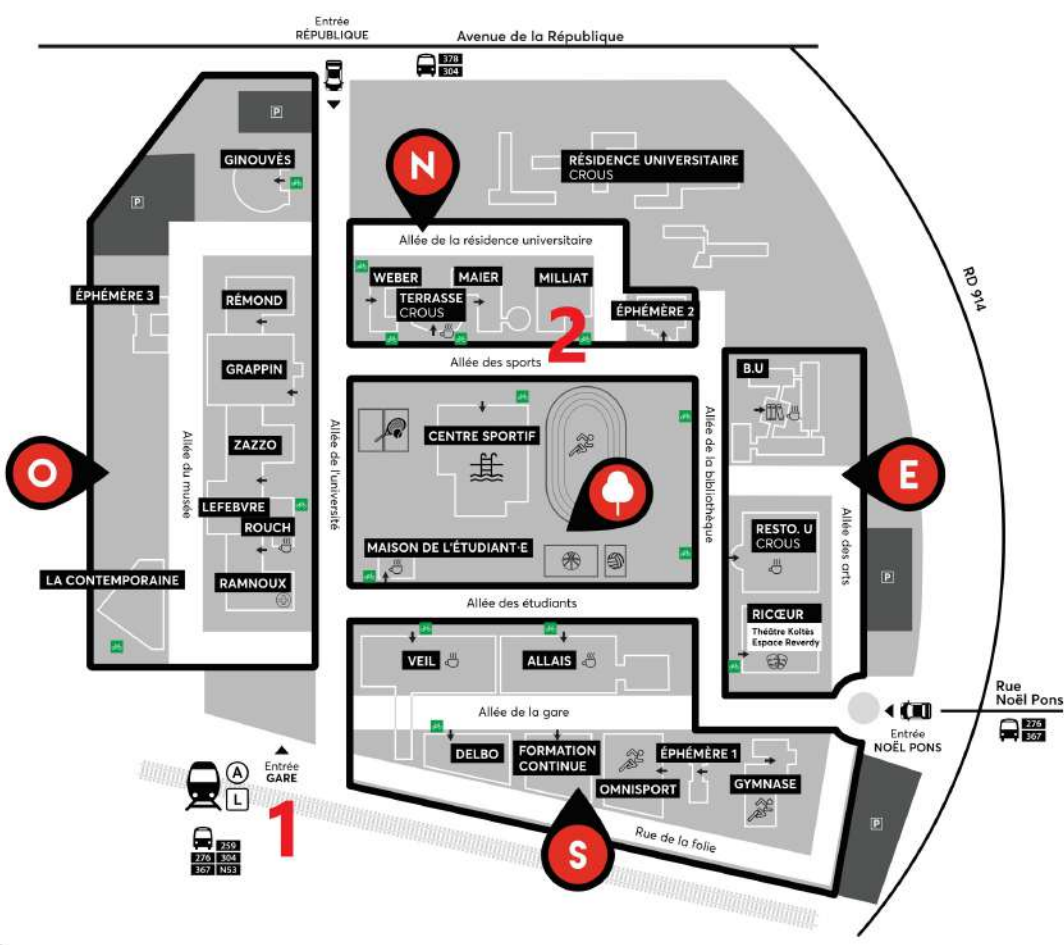 Entrée
RÉPUBLIQUE
Avenue de la République
378
304
P
GINOUVÈS
P
N
RÉSIDENCE UNIVERSITAIRE
CROUS
Allée de la résidence universitaire
WEBER
MAIER
MILLIAT
TERRASSE
CROUS
ÉPHÉMÈRE 3
RÉMOND
ÉPHÉMÈRE 2
2
RD 914
Allée des sports
GRAPPIN
B.U
CENTRE SPORTIF
ZAZZO
O
E
Allée du musée
Allée de l'université
Allée de la bibliothèque
Allée des arts
LEFEBVRE
ROUCH
RESTO. U
CROUS
MAISON DE L'ÉTUDIANT·E
LA CONTEMPORAINE
RAMNOUX
P
Allée des étudiants
RICŒUR
Théâtre Koltès
Espace Reverdy
VEIL
ALLAIS
Rue
Noël Pons
276
367
Allée de la gare
Entrée
NOËL PONS
DELBO
FORMATION
CONTINUE
ÉPHÉMÈRE 1
OMNISPORT
GYMNASE
Entrée
GARE
A
L
1
259
276 304
367 N53
Rue de la folie
P
S